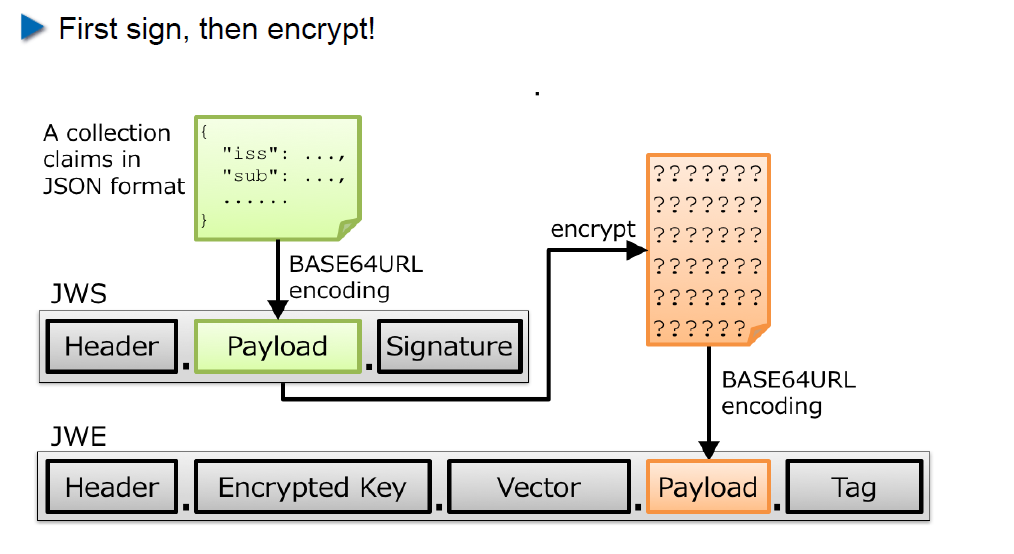 First sign, then encrypt!
.
A collection
claims in
JSON format
{
"iss": ...,
"sub": ...,
......
}
BASE64URL
encoding
JWS
Header . Payload . Signature
encrypt
???????
???????
???????
???????
???????
??????
BASE64URL
encoding
JWE
Header . Encrypted Key . Vector . Payload . Tag